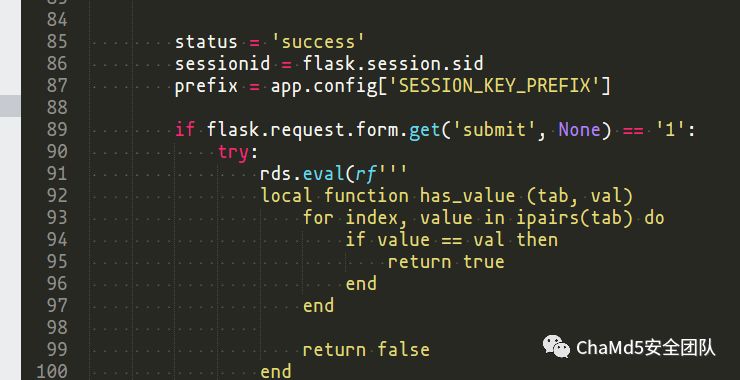 84
85 status = 'success'
86 sessionid = flask.session.sid
87 prefix = app.config['SESSION_KEY_PREFIX']
88
89 if flask.request.form.get('submit', None) == '1':
90 try:
91 rds.eval(rf'''
92 local function has_value (tab, val)
93 for index, value in ipairs(tab) do
94 if value == val then
95 return true
96 end
97 end
98
99 return false
100 end
ChaMd5安全团队